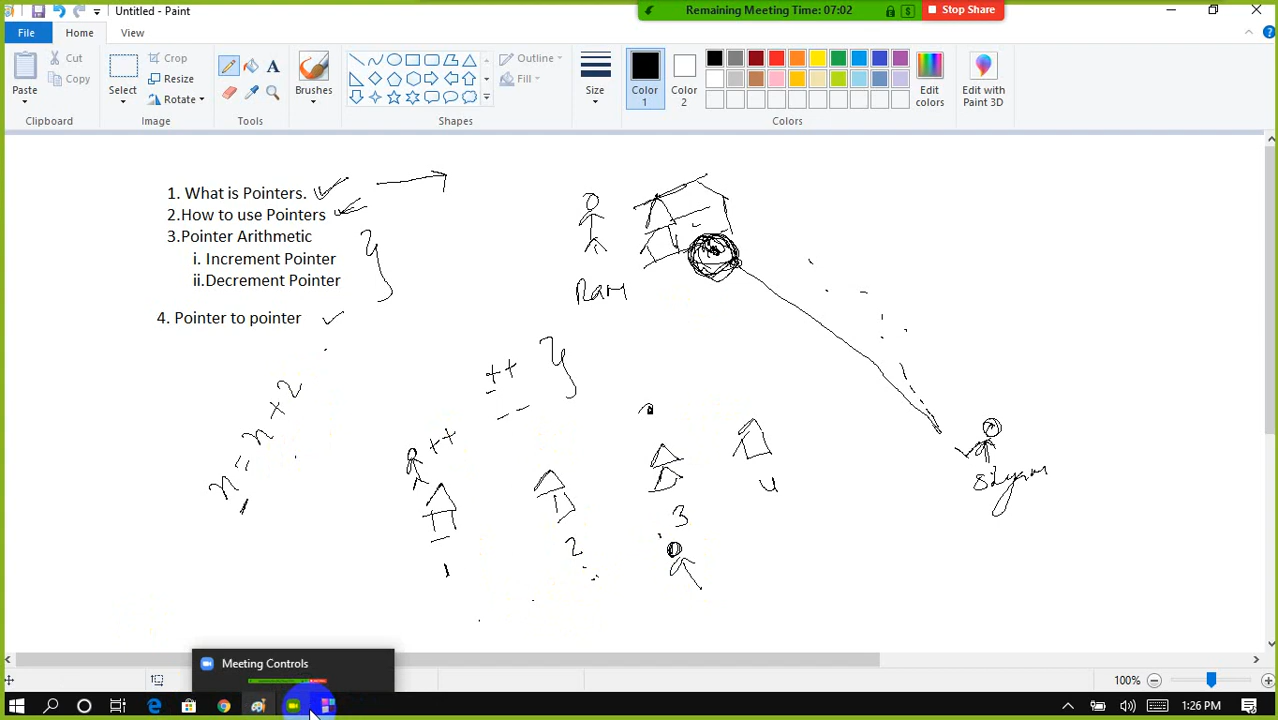 Untitled - Paint
Remaining Meeting Time: 07:02
Stop Share
File
Home
View
Paste
Cut
Copy
Clipboard
Select
Crop
Resize
Rotate
Image
Tools
Brushes
Shapes
Outline
Fill
Size
Color 1
Color 2
Edit colors
Colors
Edit with Paint 3D
1. What is Pointers.
2.How to use Pointers
3.Pointer Arithmetic
i. Increment Pointer
ii.Decrement Pointer
4. Pointer to pointer
Ram
++
--
n = n + 2
++
1
2
3
4
Shyam
Meeting Controls
100%
1:26 PM